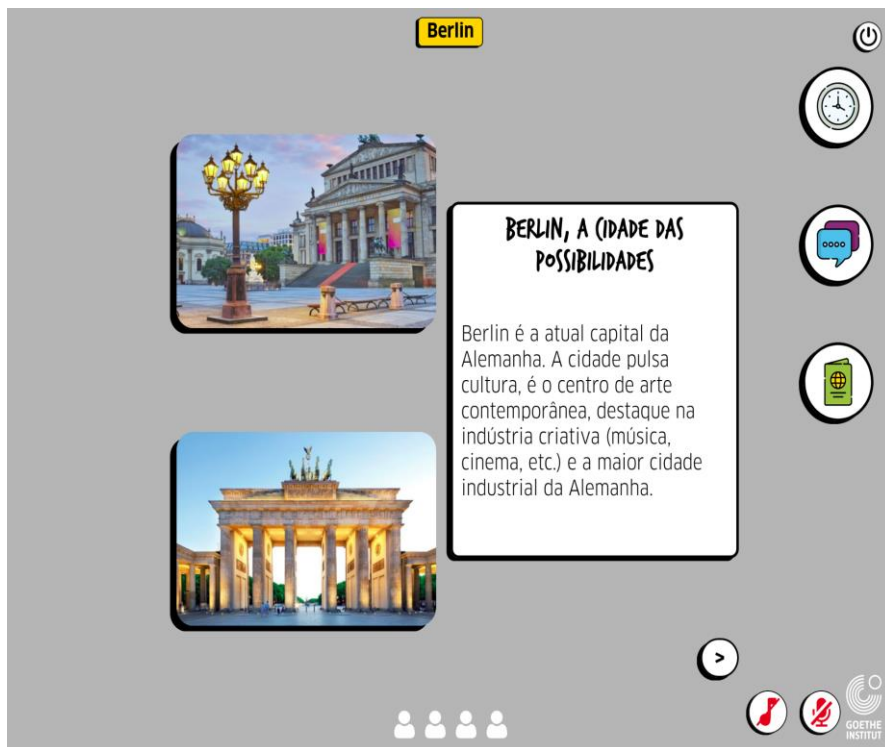 Berlin
BERLIN, A CIDADE DAS
POSSIBILIDADES
Berlin é a atual capital da
Alemanha. A cidade pulsa
cultura, é o centro de arte
contemporânea, destaque na
indústria criativa (música,
cinema, etc.) e a maior cidade
industrial da Alemanha.
>
GOETHE
INSTITUT